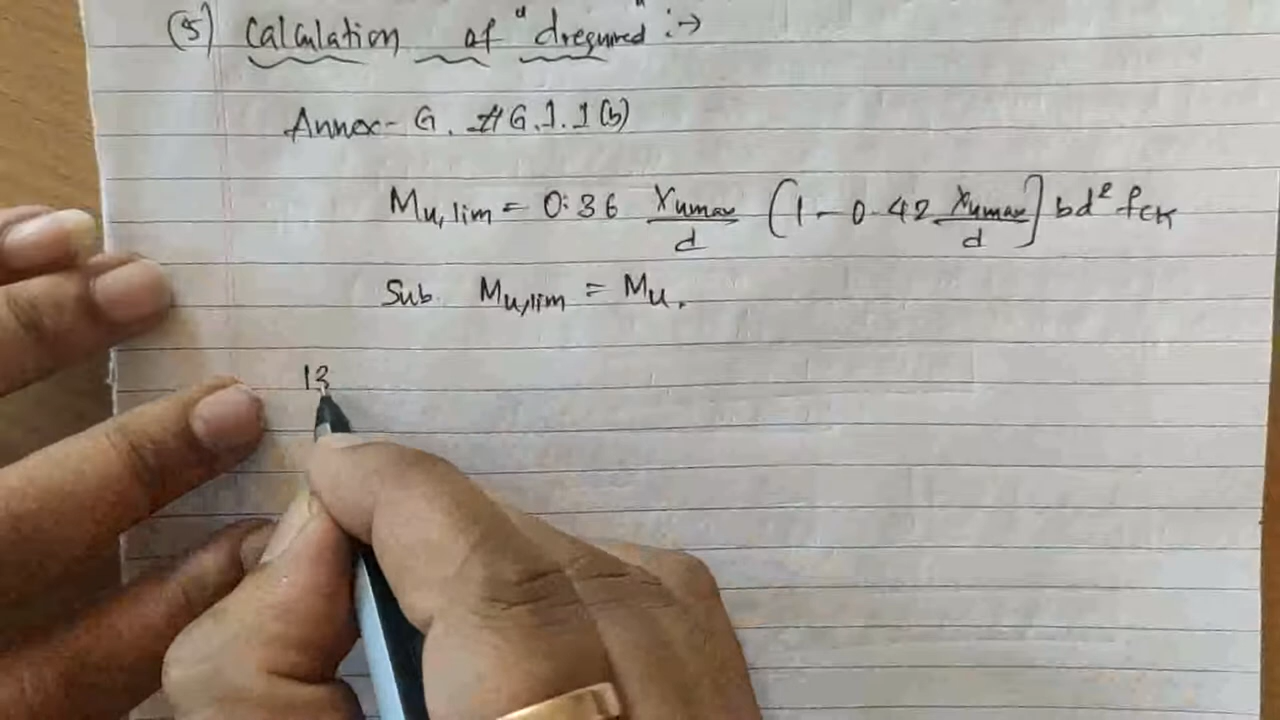 (5) Calculation of "drequired" :→
Annex- G. #G.1.1(b)
Mu,lim = 0.36 xumax/d (1 - 0.42 xumax/d] bd² fck
Sub Mu,lim = Mu.
13